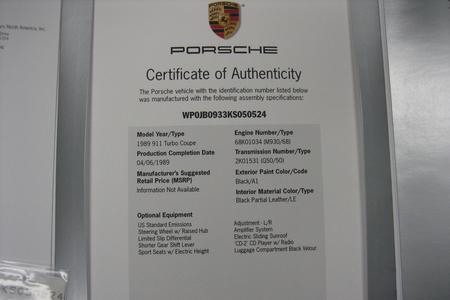 PORSCHE
Certificate of Authenticity
The Porsche vehicle with the identification number listed below
was manufactured with the following assembly specifications:
WP0JB0933KS050524
Model Year/Type
1989 911 Turbo Coupe
Production Completion Date
04/06/1989
Manufacturer's Suggested
Retail Price (MSRP)
Information Not Available
Engine Number/Type
68K01034 (M930/68)
Transmission Number/Type
2K01531 (G50/50)
Exterior Paint Color/Code
Black/A1
Interior Material Color/Type
Black Partial Leather/LE
Optional Equipment
US Standard Emissions
Steering Wheel w/ Raised Hub
Limited Slip Differential
Shorter Gear Shift Lever
Sport Seats w/ Electric Height
Adjustment - L/R
Amplifier System
Electric Sliding Sunroof
'CD-2' CD Player w/ Radio
Luggage Compartment Black Velour
North America, Inc.